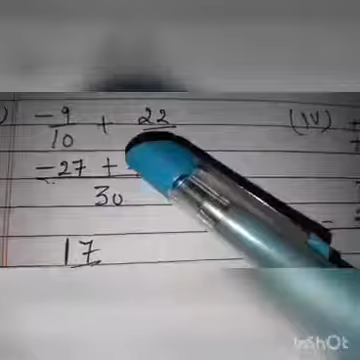 ) -9/10 + 22 (IV)
= -27 +
30
17
InShOt